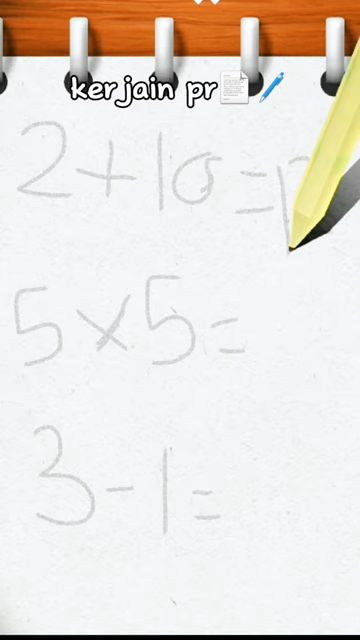 kerjain pr
2+10=
5×5=
3-1=